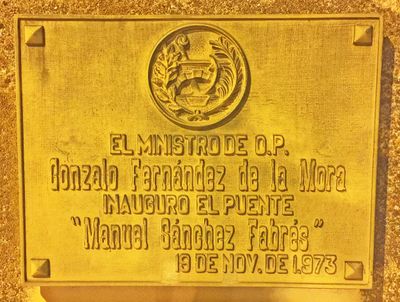 EL MINISTRO DE O.P.
Gonzalo Fernández de la Mora
INAUGURO EL PUENTE
"Manuel Sánchez Fabrés"
19 DE NOV. DE 1.973